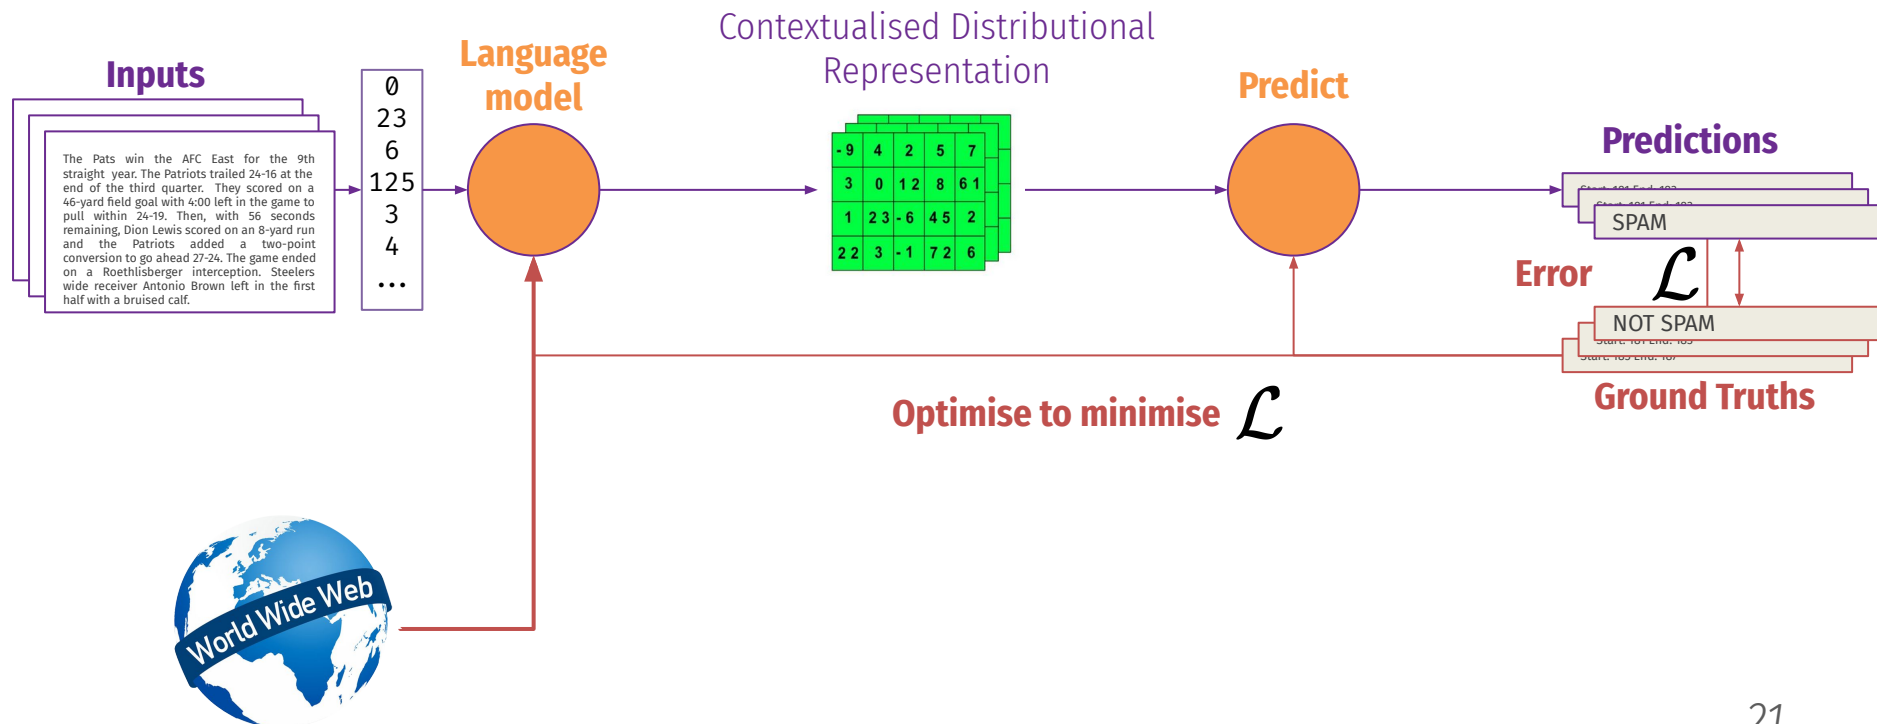 Contextualised Distributional
Representation
Inputs
Language
model
Predict
Predictions
0
23
6
125
3
4
...
The Pats win the AFC East for the 9th
straight year. The Patriots trailed 24-16 at the
end of the third quarter. They scored on a
46-yard field goal with 4:00 left in the game to
pull within 24-19. Then, with 56 seconds
remaining, Dion Lewis scored on an 8-yard run
and the Patriots added a two-point
conversion to go ahead 27-24. The game ended
on a Roethlisberger interception. Steelers
wide receiver Antonio Brown left in the first
half with a bruised calf.
-9 4 2 5 7
3 0 12 8 61
1 23 -6 45 2
22 3 -1 72 6
SPAM
Error ℒ
NOT SPAM
Ground Truths
Optimise to minimise ℒ
World Wide Web
21